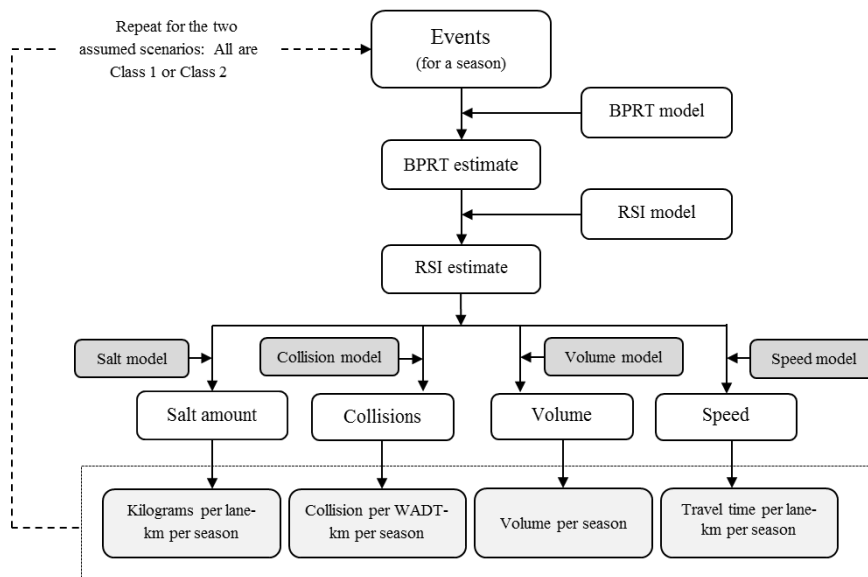 Repeat for the two
assumed scenarios: All are
Class 1 or Class 2
Events
(for a season)
BPRT model
BPRT estimate
RSI model
RSI estimate
Salt model
Collision model
Volume model
Speed model
Salt amount
Collisions
Volume
Speed
Kilograms per lane-
km per season
Collision per WADT-
km per season
Volume per season
Travel time per lane-
km per season